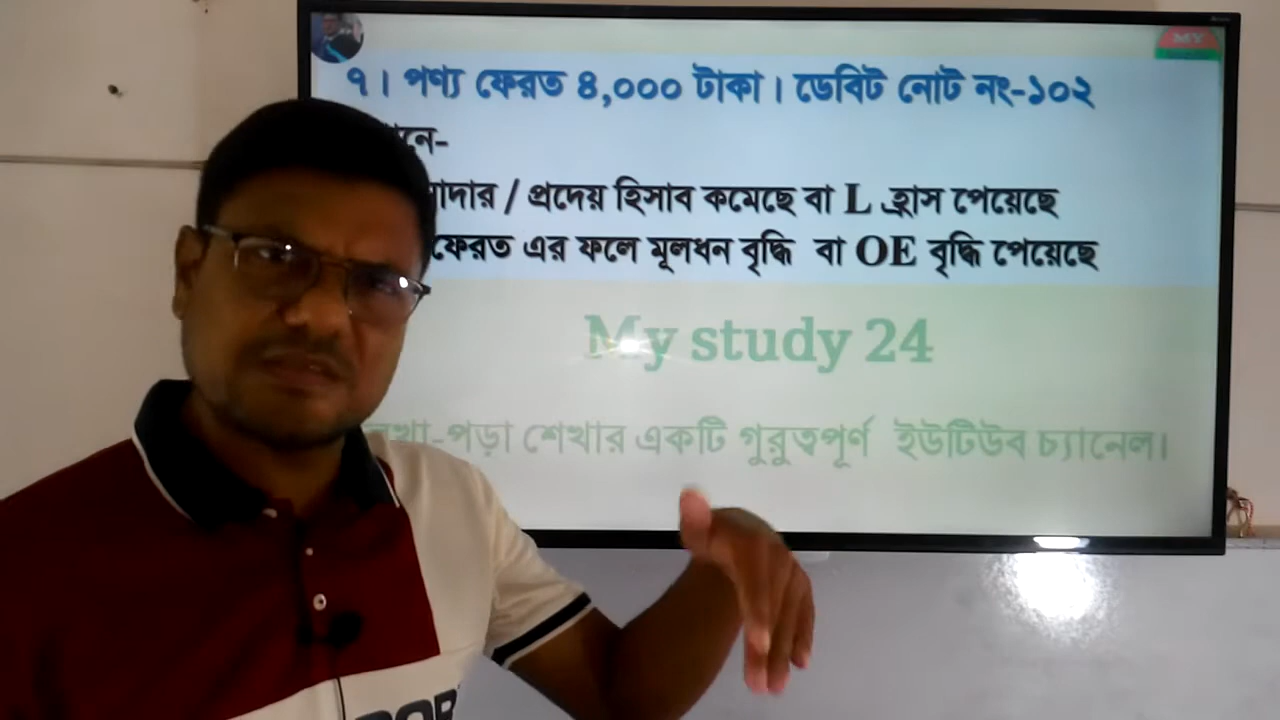 ৭। পণ্য ফেরত ৪,০০০ টাকা। ডেবিট নোট নং-১০২
/ প্রদেয় হিসাব কমেছে বা L হ্রাস পেয়েছে
ফেরত এর ফলে মূলধন বৃদ্ধি বা OE বৃদ্ধি পেয়েছে
My study 24
লেখা-পড়া শেখার একটি গুরুত্বপূর্ণ ইউটিউব চ্যানেল।
MY